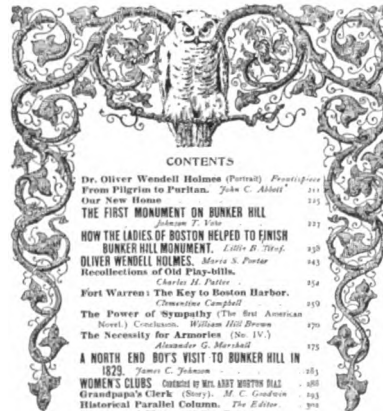 CONTENTS
Dr. Oliver Wendell Holmes (Portrait) Frontispiece
From Pilgrim to Puritan. John C. Abbott 211
Our New Home 225
THE FIRST MONUMENT ON BUNKER HILL
Johnson T. 227
HOW THE LADIES OF BOSTON HELPED TO FINISH
BUNKER HILL MONUMENT. Lillie B. Titus. 238
OLIVER WENDELL HOLMES. S. Porter 243
Recollections of Old Play-bills.
Charles H. Pattee 254
Fort Warren: The Key to Boston Harbor.
Clementine Campbell 259
The Power of Sympathy (The first American
Novel.) Conclusion. William Hill Brown 270
The Necessity for Armories (No. IV.)
Alexander G. Marshall 275
A NORTH END BOY'S VISIT TO BUNKER HILL IN
1829. James C. Johnson 283
WOMEN'S CLUBS Conducted by Mrs. ABBY MORTON DIAZ 288
Grandpapa's Clerk (Story). M. C. Goodwin 293
Historical Parallel Column. The Editor. 302